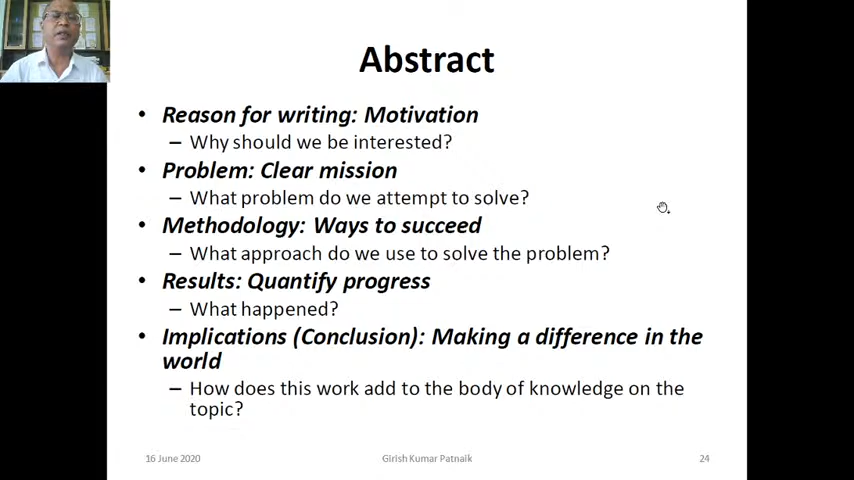 Abstract
• Reason for writing: Motivation
– Why should we be interested?
• Problem: Clear mission
– What problem do we attempt to solve?
• Methodology: Ways to succeed
– What approach do we use to solve the problem?
• Results: Quantify progress
– What happened?
• Implications (Conclusion): Making a difference in the
world
– How does this work add to the body of knowledge on the
topic?
16 June 2020
Girish Kumar Patnaik
24